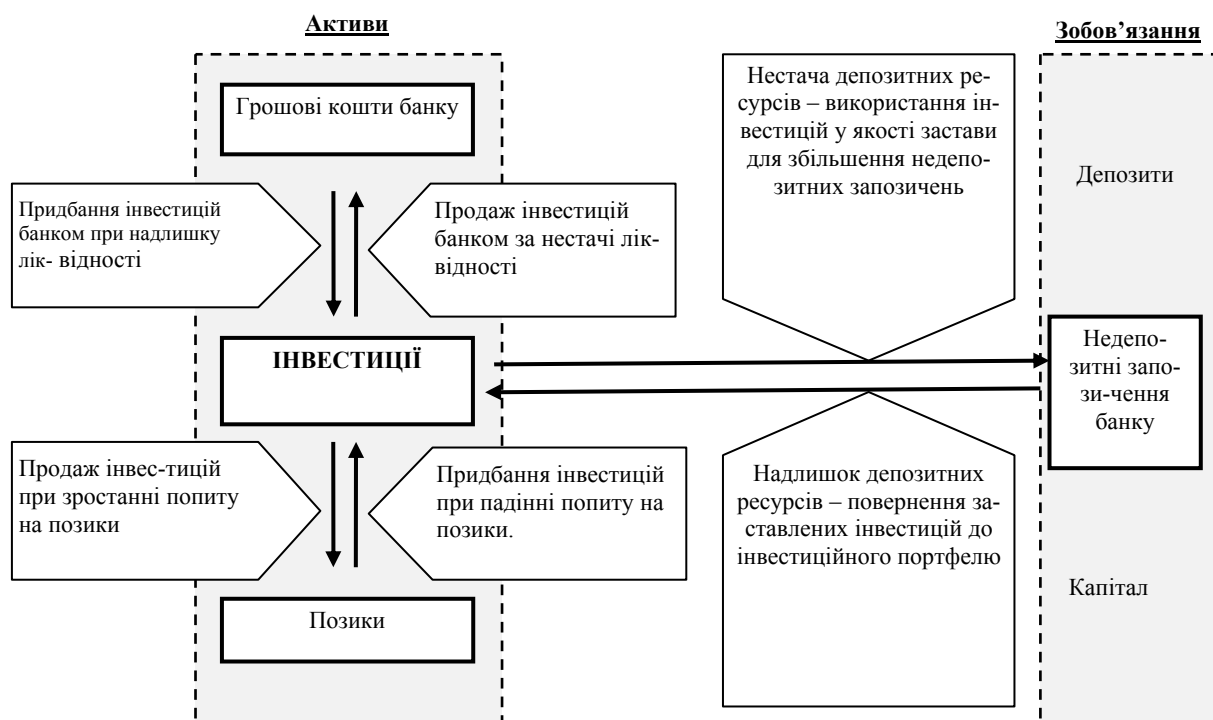 Активи
Зобов’язання
Грошові кошти банку
Придбання інвестицій
банком при надлишку
лік- відності
Продаж інвестицій
банком за нестачі лік-
відності
ІНВЕСТИЦІЇ
Продаж інвес-тицій
при зростанні попиту
на позики
Придбання інвестицій
при падінні попиту на
позики.
Позики
Нестача депозитних ре-
сурсів – використання ін-
вестицій у якості застави
для збільшення недепо-
зитних запозичень
Надлишок депозитних
ресурсів – повернення за-
ставлених інвестицій до
інвестиційного портфелю
Депозити
Недепо-
зитні запо-
зи-чення
банку
Капітал